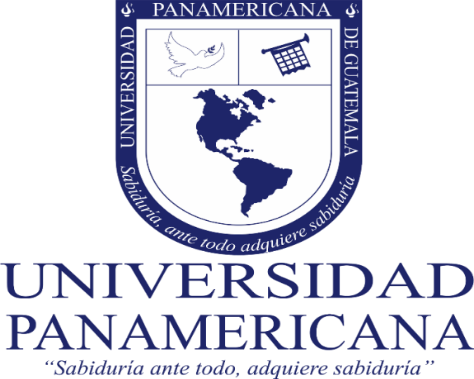 UNIVERSIDAD PANAMERICANA DE GUATEMALA
Sabiduría, ante todo adquiere sabiduría
UNIVERSIDAD
PANAMERICANA
“Sabiduría ante todo, adquiere sabiduría”